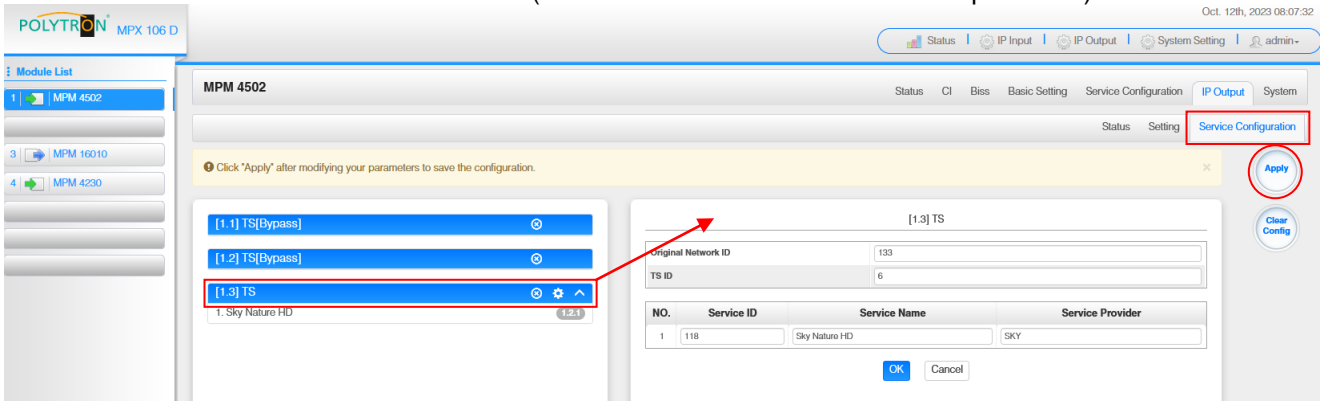 Oct. 12th, 2023 08:07:32
POLYTRON MPX 106 D
Status IP Input IP Output System Setting admin
Module List
1 MPM 4502
3 MPM 16010
4 MPM 4230
MPM 4502
Status CI Biss Basic Setting Service Configuration IP Output System
Status Setting Service Configuration
Click "Apply" after modifying your parameters to save the configuration. ×
Apply
Clear
Config
[1.1] TS[Bypass]
[1.2] TS[Bypass]
[1.3] TS
1. Sky Nature HD 1.2.1
[1.3] TS
Original Network ID 133
TS ID 6
NO. Service ID Service Name Service Provider
1 118 Sky Nature HD SKY
OK Cancel